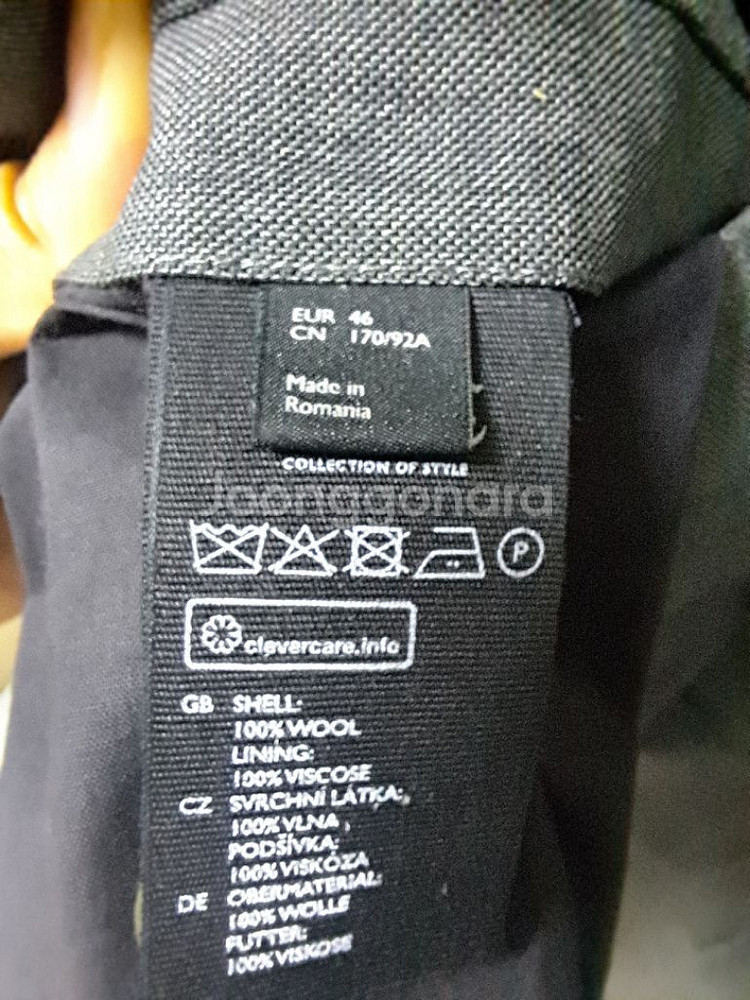 EUR 46
CN 170/92A
Made in
Romania
COLLECTION OF STYLE
Joonggonara
P
clevercare.info
GB SHELL:
100% WOOL
LINING:
100% VISCOSE
CZ SVRCHNÍ LÁTKA:
100% VLNA
PODŠÍVKA:
100% VISKÓZA
DE OBERMATERIAL:
100% WOLLE
FUTTER:
100% VISKOSE